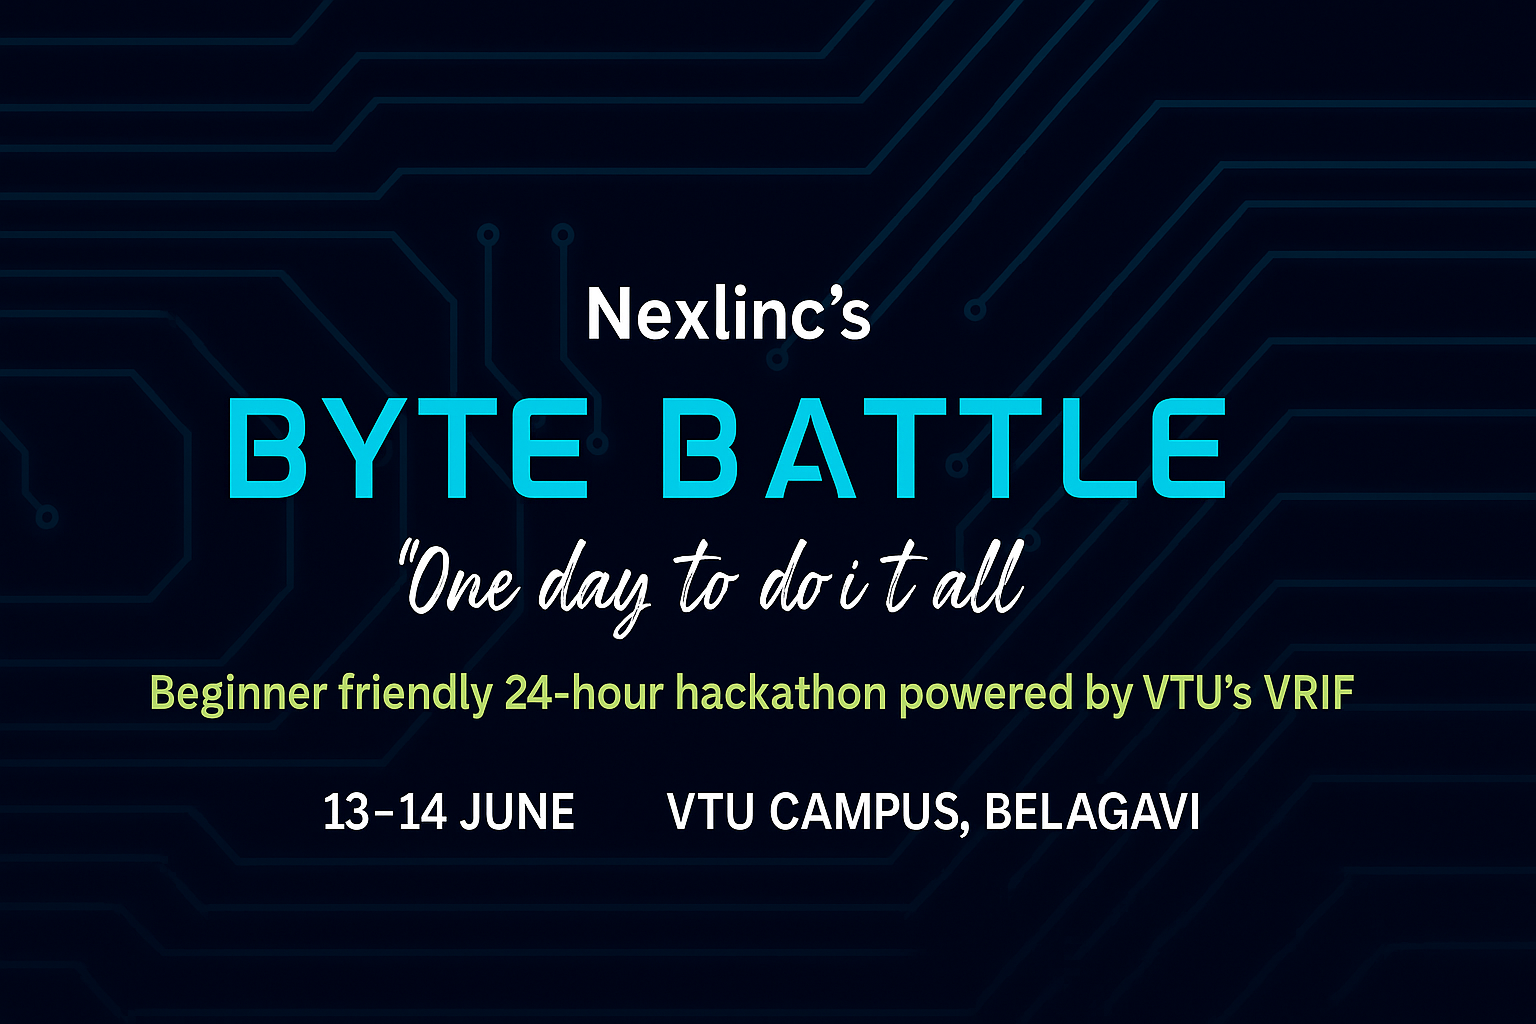 Nexlinc’s
BYTE BATTLE
“One day to do it all
Beginner friendly 24-hour hackathon powered by VTU’s VRIF
13–14 JUNE VTU CAMPUS, BELAGAVI